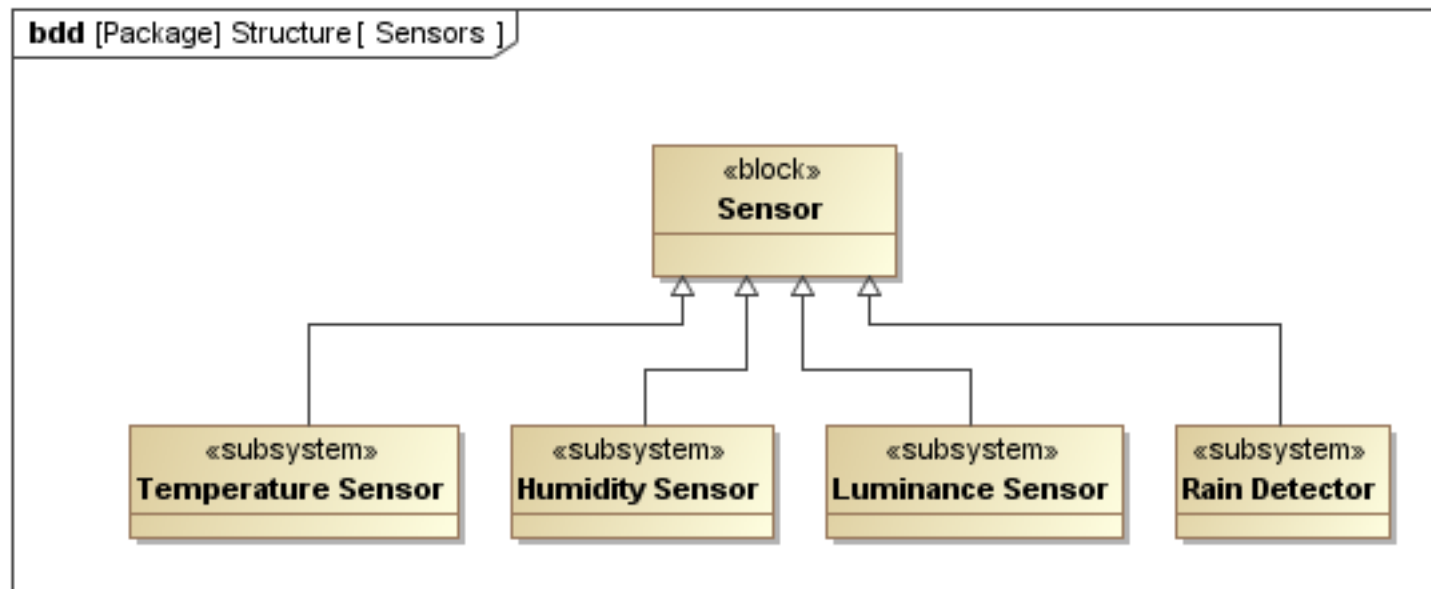 bdd [Package] Structure [ Sensors ]
«block»
Sensor
«subsystem»
Temperature Sensor
«subsystem»
Humidity Sensor
«subsystem»
Luminance Sensor
«subsystem»
Rain Detector